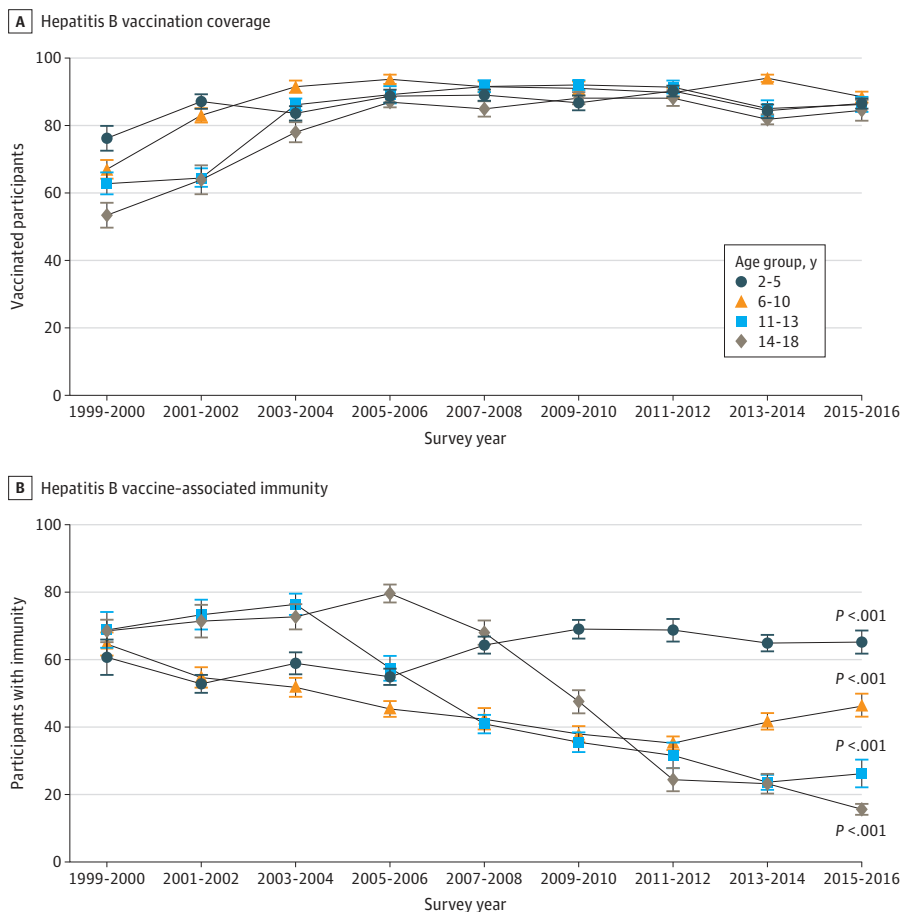 A Hepatitis B vaccination coverage
100
80
60
40
20
0
Vaccinated participants
Age group, y
2-5
6-10
11-13
14-18
1999-2000 2001-2002 2003-2004 2005-2006 2007-2008 2009-2010 2011-2012 2013-2014 2015-2016
Survey year
B Hepatitis B vaccine-associated immunity
100
80
60
40
20
0
Participants with immunity
P <.001
P <.001
P <.001
P <.001
1999-2000 2001-2002 2003-2004 2005-2006 2007-2008 2009-2010 2011-2012 2013-2014 2015-2016
Survey year